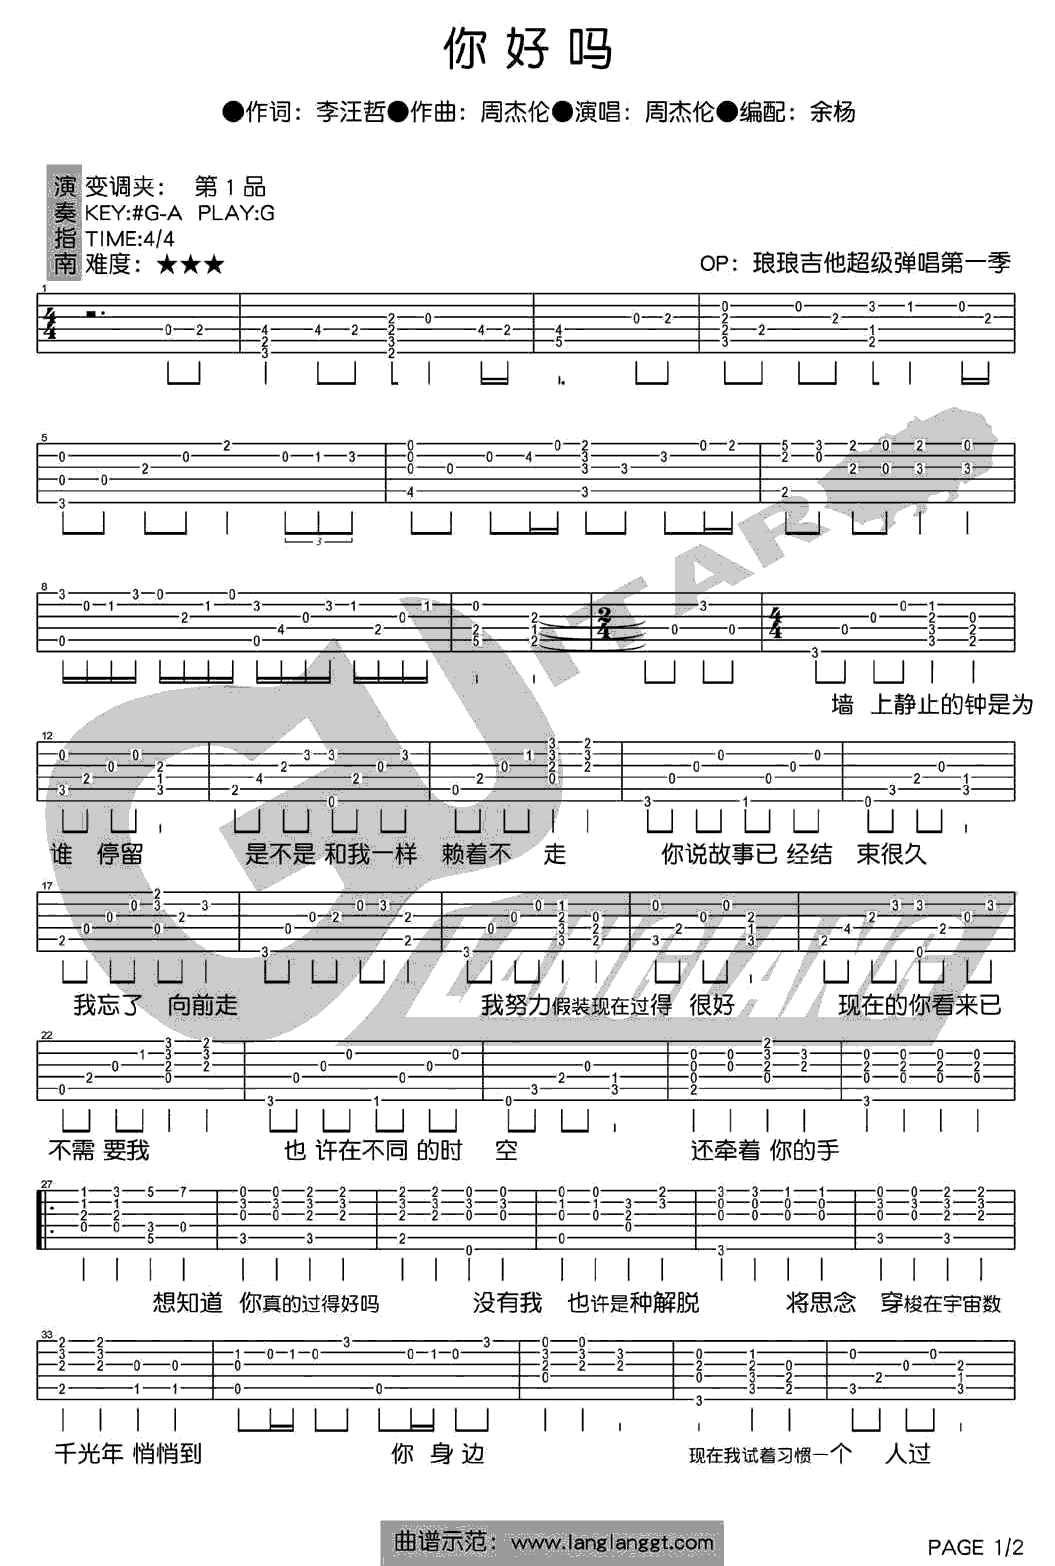 你好吗
●作词：李汪哲●作曲：周杰伦●演唱：周杰伦●编配：余杨
演奏指南
变调夹： 第1品
KEY:#G-A PLAY:G
TIME:4/4
难度：★★★
OP：琅琅吉他超级弹唱第一季
GUITAR
LANGLANG
墙 上静止的钟是为
谁 停留 是不是 和我一样 赖着不 走 你说故事已 经结 束很久
我忘了 向前走 我努力假装现在过得 很好 现在的你看来已
不需 要我 也 许在不同 的时 空 还牵着 你的手
想知道 你真的过得好吗 没有我 也许是种解脱 将思念 穿梭在宇宙数
千光年 悄悄到 你 身 边 现在我试着习惯一个 人过
曲谱示范：www.langlanggt.com
PAGE 1/2